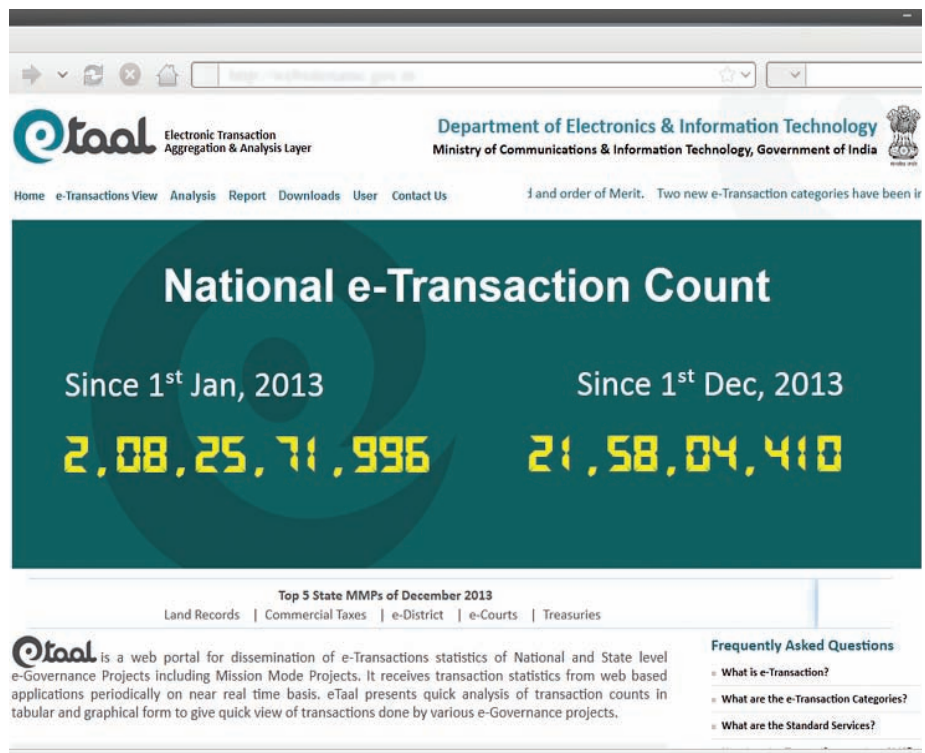 etaal Electronic Transaction
Aggregation & Analysis Layer
Department of Electronics & Information Technology
Ministry of Communications & Information Technology, Government of India
Home e-Transactions View Analysis Report Downloads User Contact Us
d and order of Merit. Two new e-Transaction categories have been in
National e-Transaction Count
Since 1st Jan, 2013
2,08,25,71,996
Since 1st Dec, 2013
21,58,04,410
Top 5 State MMPs of December 2013
Land Records | Commercial Taxes | e-District | e-Courts | Treasuries
etaal is a web portal for dissemination of e-Transactions statistics of National and State level
e-Governance Projects including Mission Mode Projects. It receives transaction statistics from web based
applications periodically on near real time basis. eTaal presents quick analysis of transaction counts in
tabular and graphical form to give quick view of transactions done by various e-Governance projects.
Frequently Asked Questions
What is e-Transaction?
What are the e-Transaction Categories?
What are the Standard Services?